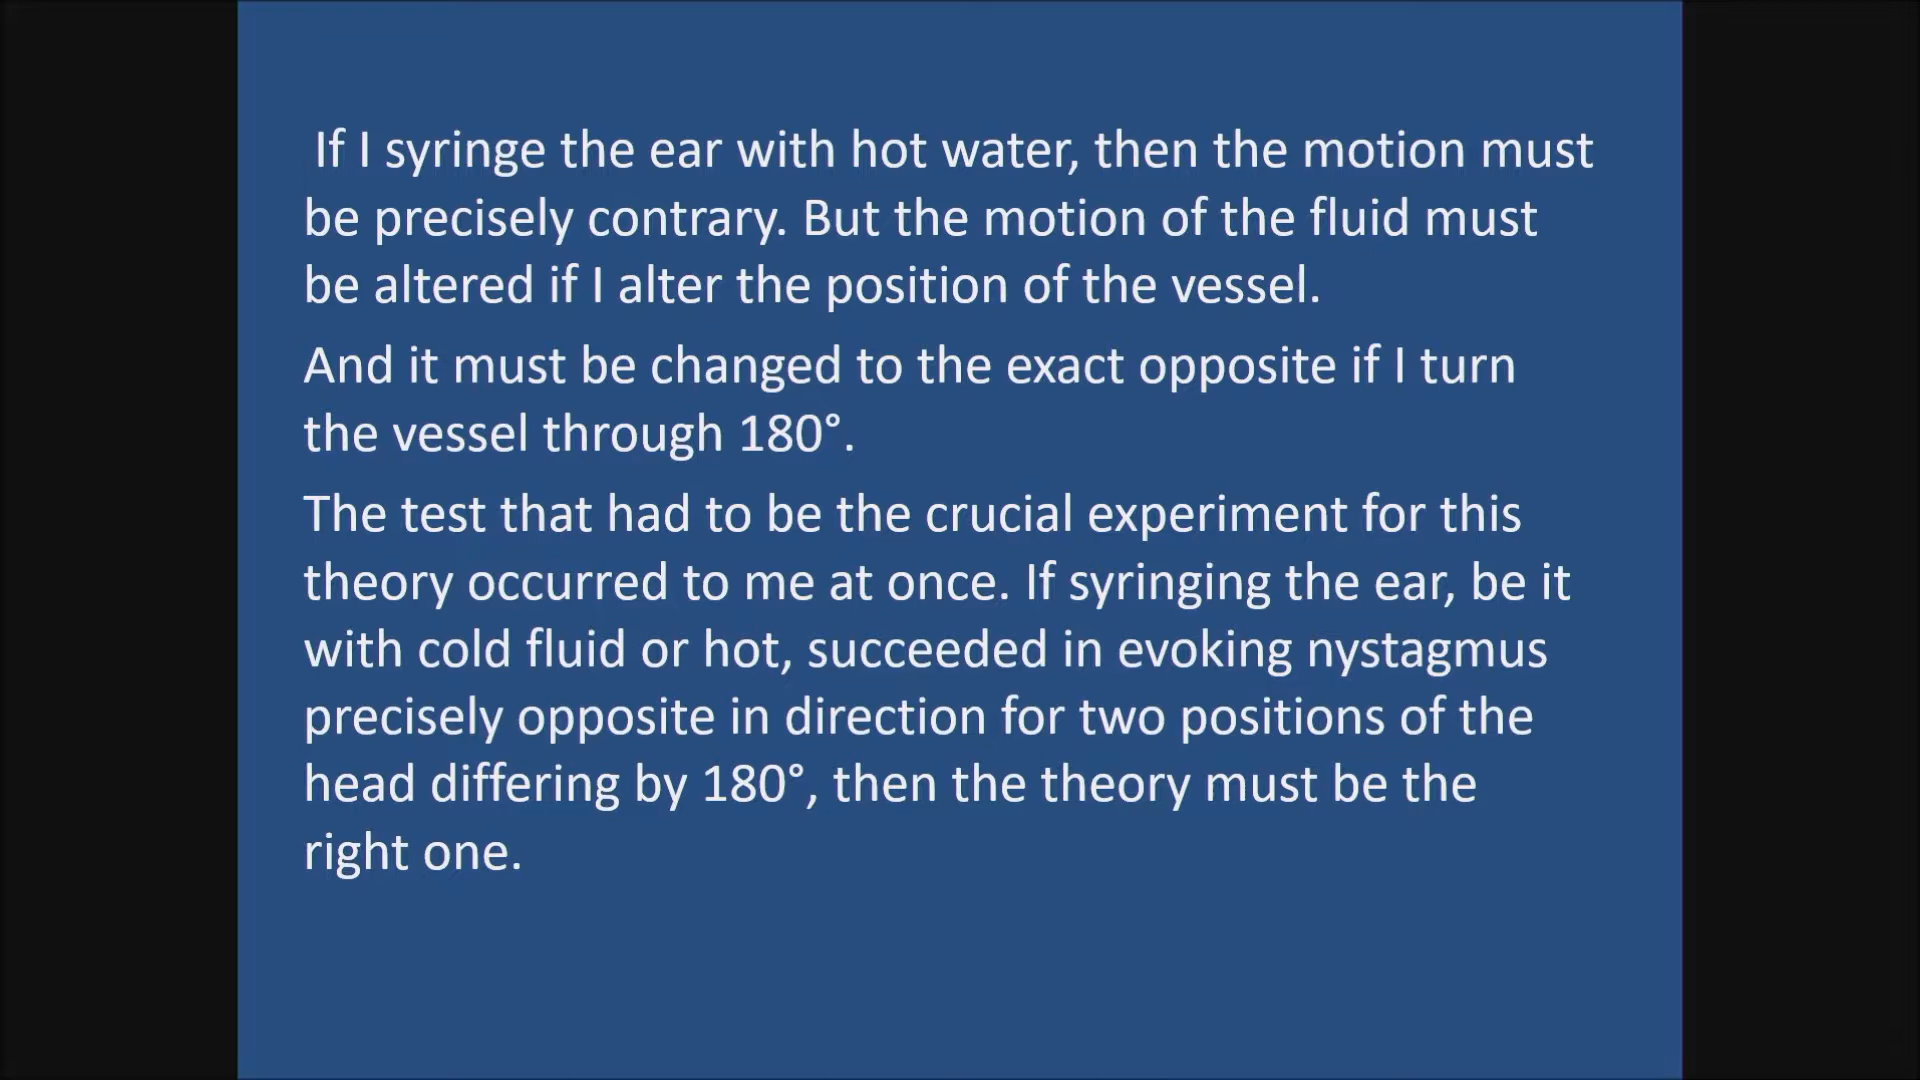 If I syringe the ear with hot water, then the motion must
be precisely contrary. But the motion of the fluid must
be altered if I alter the position of the vessel.
And it must be changed to the exact opposite if I turn
the vessel through 180°.
The test that had to be the crucial experiment for this
theory occurred to me at once. If syringing the ear, be it
with cold fluid or hot, succeeded in evoking nystagmus
precisely opposite in direction for two positions of the
head differing by 180°, then the theory must be the
right one.